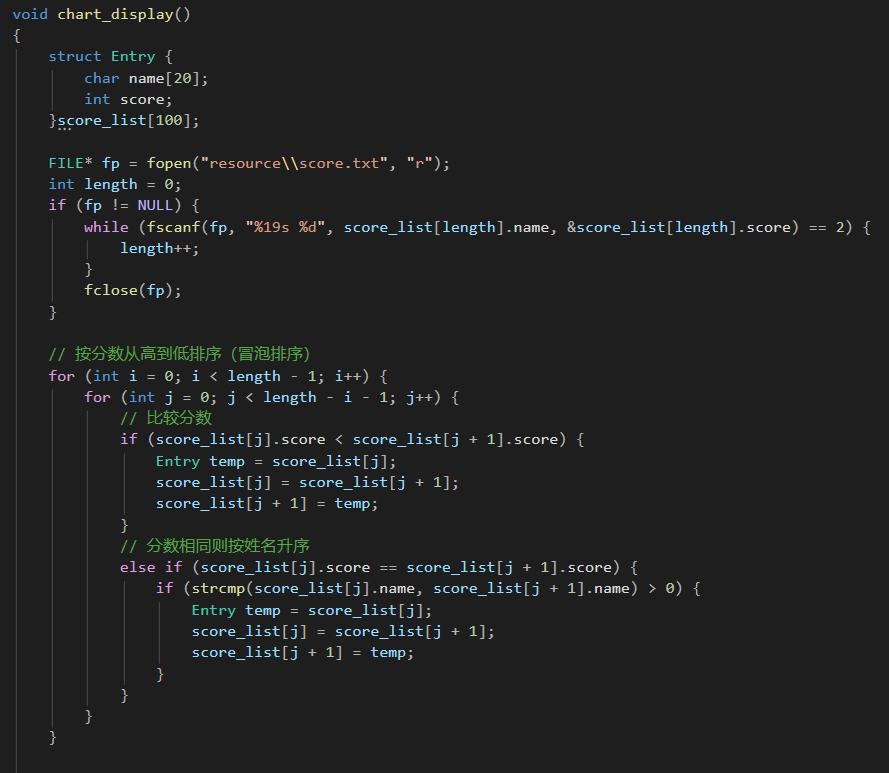 void chart_display()
{
    struct Entry {
        char name[20];
        int score;
    }score_list[100];

    FILE* fp = fopen("resource\\score.txt", "r");
    int length = 0;
    if (fp != NULL) {
        while (fscanf(fp, "%19s %d", score_list[length].name, &score_list[length].score) == 2) {
            length++;
        }
        fclose(fp);
    }

    // 按分数从高到低排序（冒泡排序）
    for (int i = 0; i < length - 1; i++) {
        for (int j = 0; j < length - i - 1; j++) {
            // 比较分数
            if (score_list[j].score < score_list[j + 1].score) {
                Entry temp = score_list[j];
                score_list[j] = score_list[j + 1];
                score_list[j + 1] = temp;
            }
            // 分数相同则按姓名升序
            else if (score_list[j].score == score_list[j + 1].score) {
                if (strcmp(score_list[j].name, score_list[j + 1].name) > 0) {
                    Entry temp = score_list[j];
                    score_list[j] = score_list[j + 1];
                    score_list[j + 1] = temp;
                }
            }
        }
    }